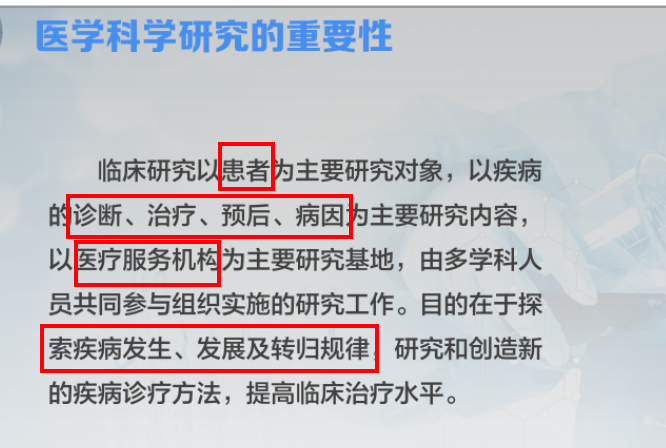 医学科学研究的重要性
临床研究以患者为主要研究对象，以疾病
的诊断、治疗、预后、病因为主要研究内容，
以医疗服务机构为主要研究基地，由多学科人
员共同参与组织实施的研究工作。目的在于探
索疾病发生、发展及转归规律，研究和创造新
的疾病诊疗方法，提高临床治疗水平。